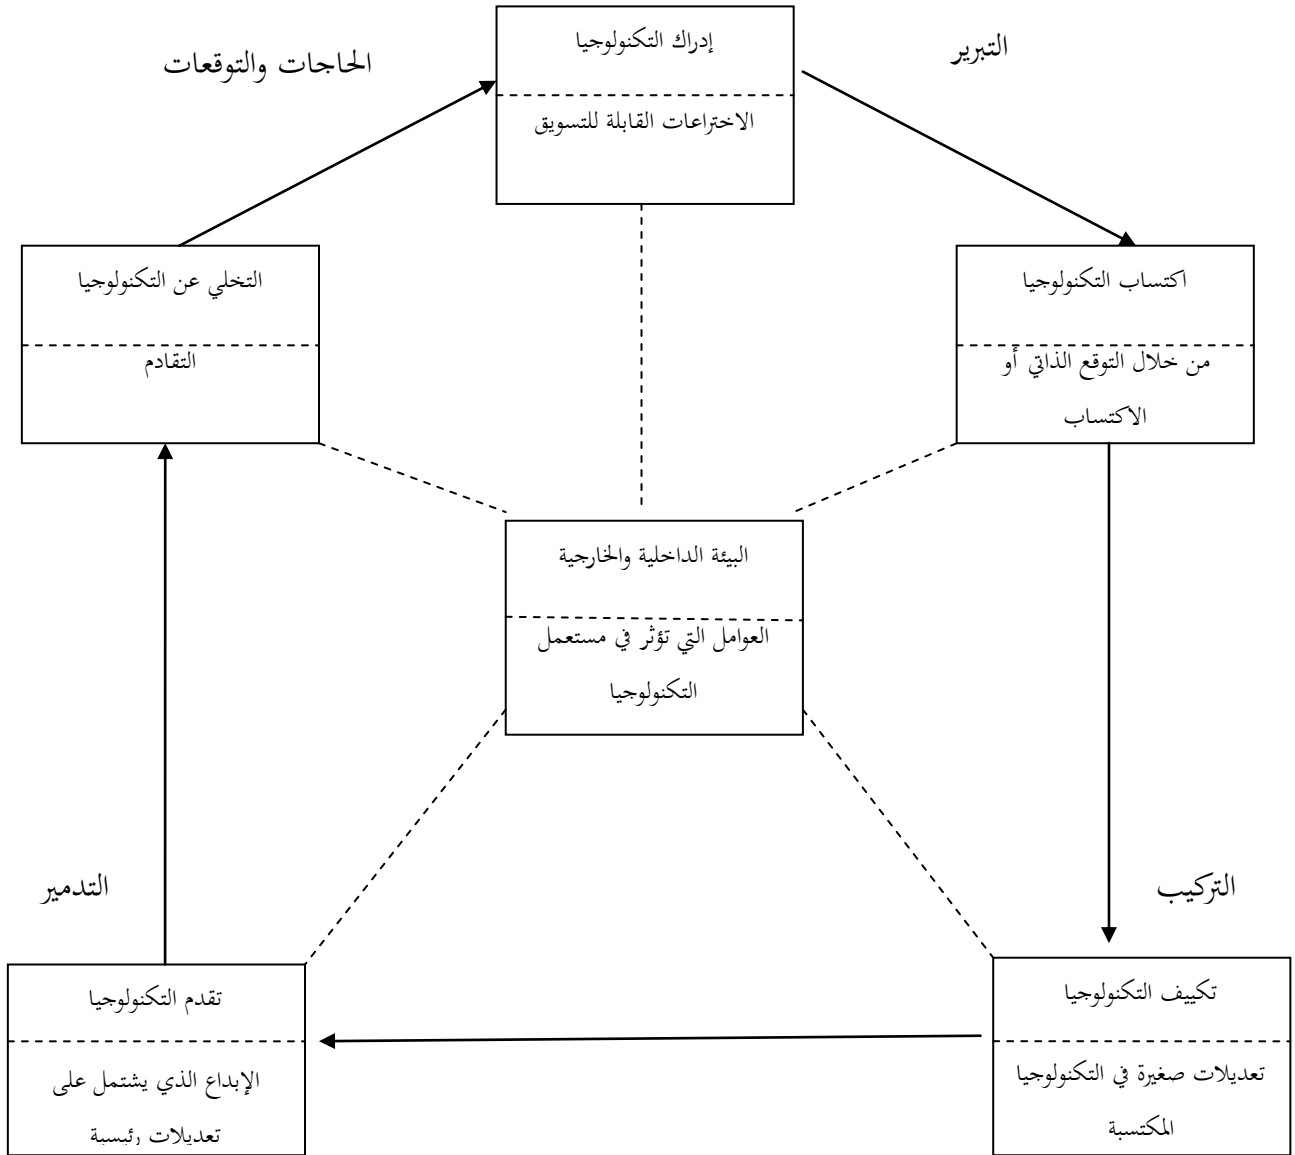 إدراك التكنولوجيا
التبرير
الحاجات والتوقعات
الاختراعات القابلة للتسويق
اكتساب التكنولوجيا
التخلي عن التكنولوجيا
من خلال التوقع الذاتي أو
التقادم
الاكتساب
البيئة الداخلية والخارجية
العوامل التي تؤثر في مستعمل
التكنولوجيا
التركيب
التدمير
تكييف التكنولوجيا
تقدم التكنولوجيا
تعديلات صغيرة في التكنولوجيا
الإبداع الذي يشتمل على
المكتسبة
تعديلات رئيسية